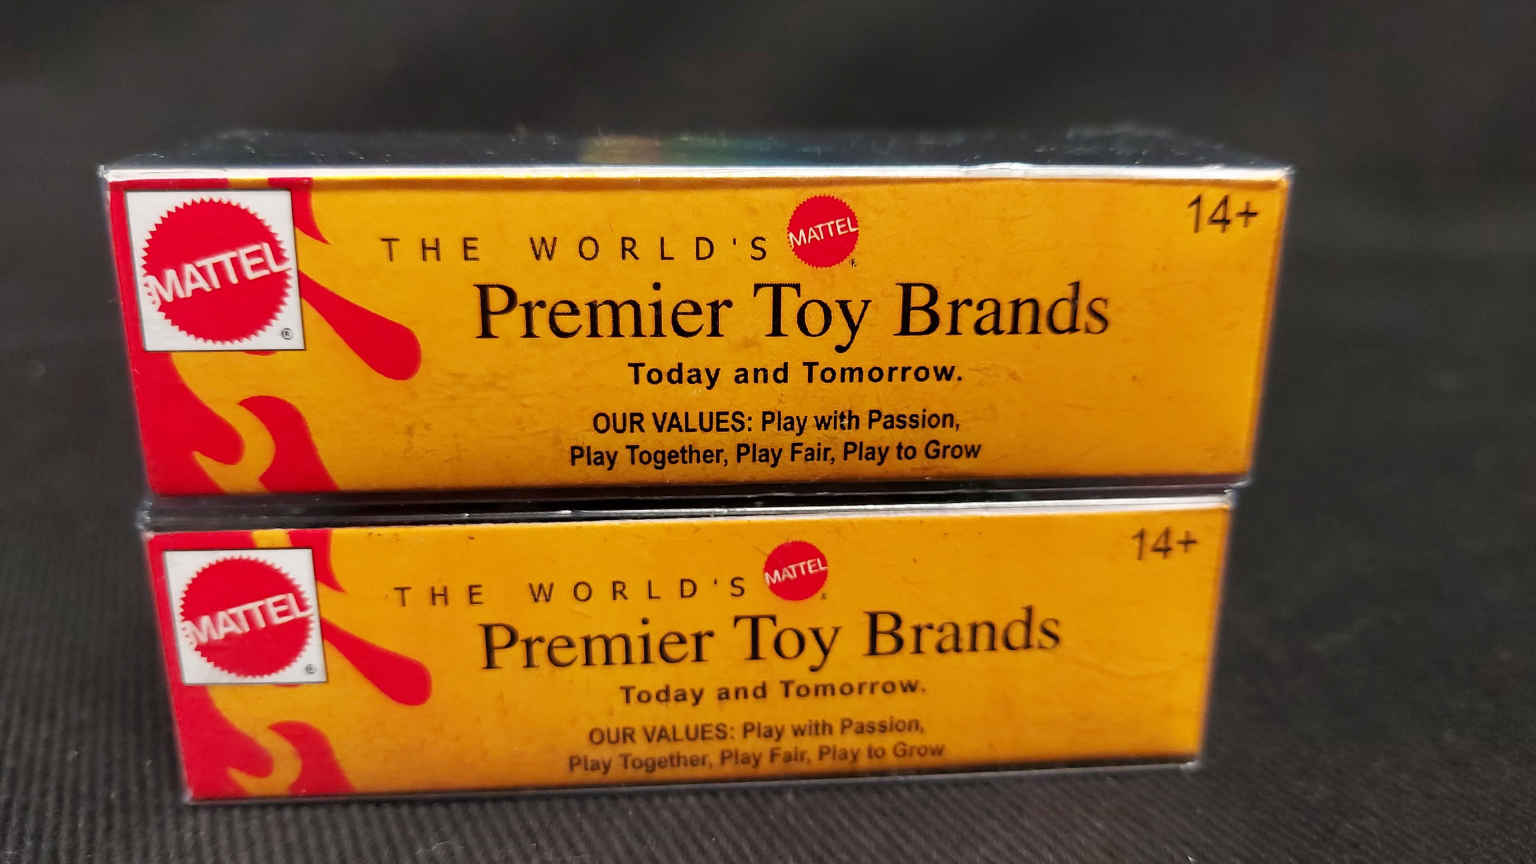 MATTEL
®
THE WORLD'S MATTEL
14+
Premier Toy Brands
Today and Tomorrow.
OUR VALUES: Play with Passion,
Play Together, Play Fair, Play to Grow
MATTEL
®
THE WORLD'S MATTEL
14+
Premier Toy Brands
Today and Tomorrow.
OUR VALUES: Play with Passion,
Play Together, Play Fair, Play to Grow